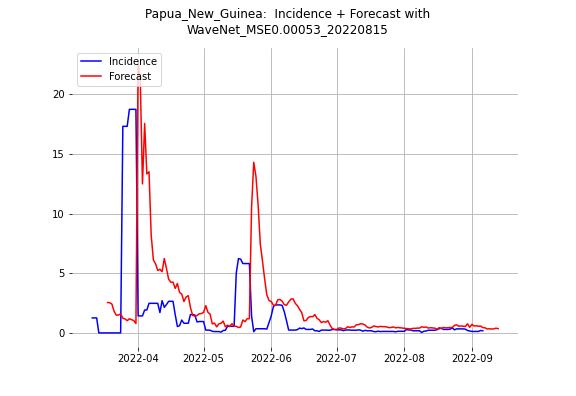 Papua_New_Guinea:  Incidence + Forecast with
WaveNet_MSE0.00053_20220815
Incidence
Forecast
20
15
10
5
0
2022-04 2022-05 2022-06 2022-07 2022-08 2022-09